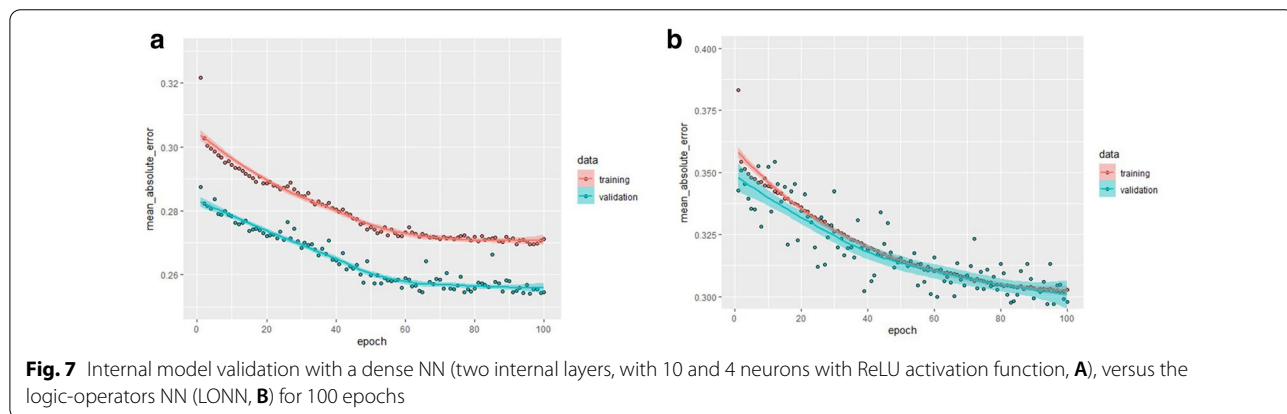 a
mean_absolute_error
0.32
0.30
0.28
0.26
0
20
40
60
80
100
epoch
data
training
validation
b
mean_absolute_error
0.400
0.375
0.350
0.325
0.300
0
20
40
60
80
100
epoch
data
training
validation
Fig. 7 Internal model validation with a dense NN (two internal layers, with 10 and 4 neurons with ReLU activation function, A), versus the
logic-operators NN (LONN, B) for 100 epochs